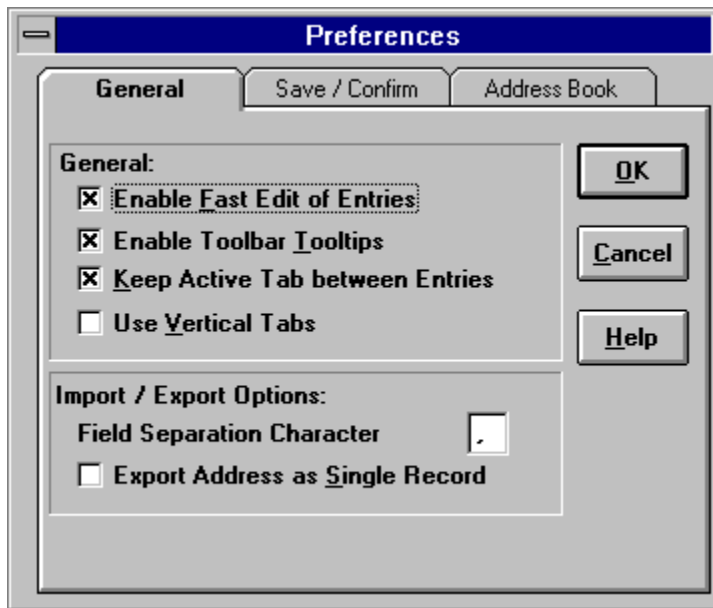 Preferences
General
Save / Confirm
Address Book
General:
Enable Fast Edit of Entries
Enable Toolbar Tooltips
Keep Active Tab between Entries
Use Vertical Tabs
OK
Cancel
Help
Import / Export Options:
Field Separation Character ,
Export Address as Single Record